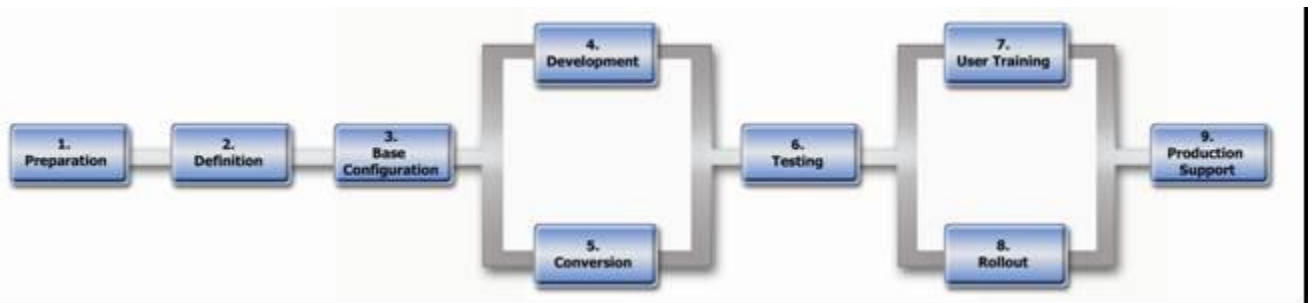 1.
Preparation
2.
Definition
3.
Base
Configuration
4.
Development
5.
Conversion
6.
Testing
7.
User Training
8.
Rollout
9.
Production
Support